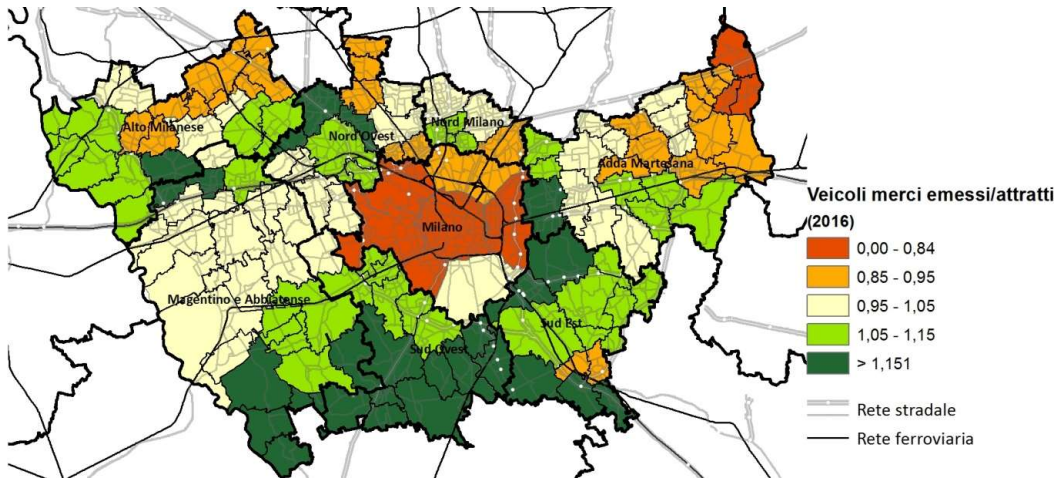 Alto Milanese
Nord Ovest
Nord Milano
Adda Martesana
Milano
Magentino e Abbiatense
Sud Ovest
Sud Est
Veicoli merci emessi/attratti
(2016)
0,00 - 0,84
0,85 - 0,95
0,95 - 1,05
1,05 - 1,15
> 1,151
Rete stradale
Rete ferroviaria